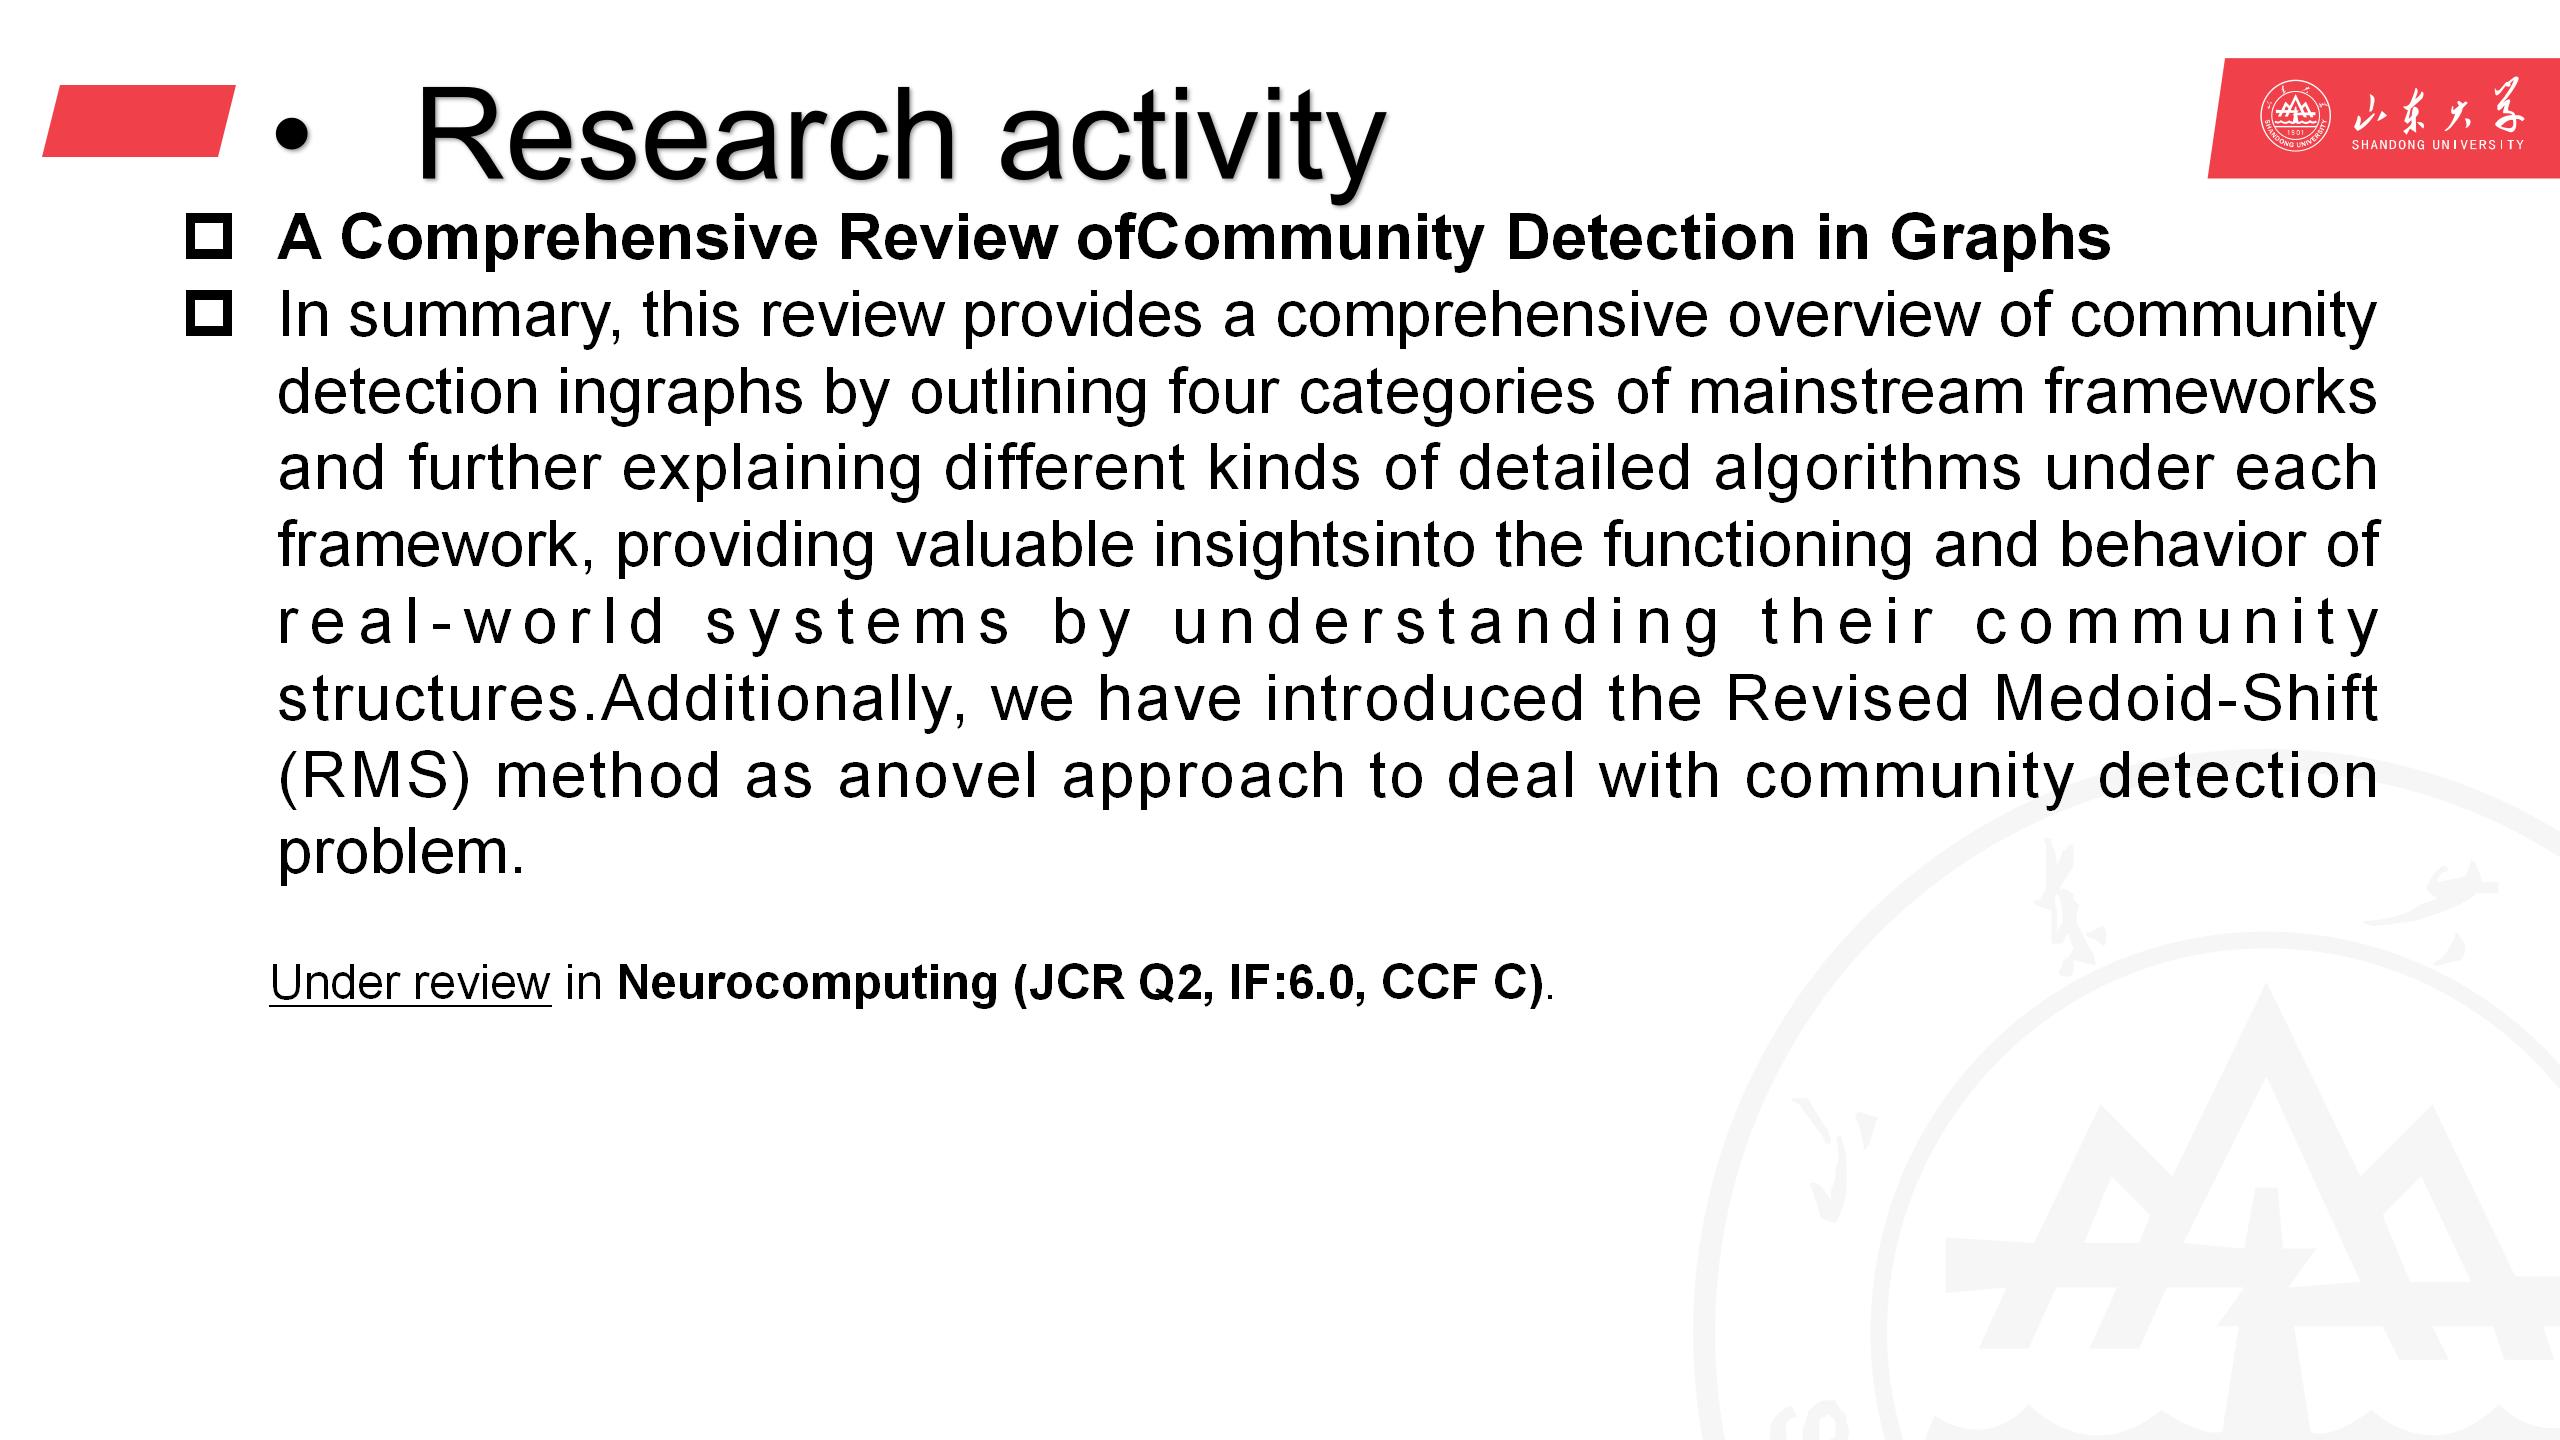 • Research activity
山东大学
SHANDONG UNIVERSITY
A Comprehensive Review ofCommunity Detection in Graphs
In summary, this review provides a comprehensive overview of community
detection ingraphs by outlining four categories of mainstream frameworks
and further explaining different kinds of detailed algorithms under each
framework, providing valuable insightsinto the functioning and behavior of
real-world systems by understanding their community
structures.Additionally, we have introduced the Revised Medoid-Shift
(RMS) method as anovel approach to deal with community detection
problem.
Under review in Neurocomputing (JCR Q2, IF:6.0, CCF C).